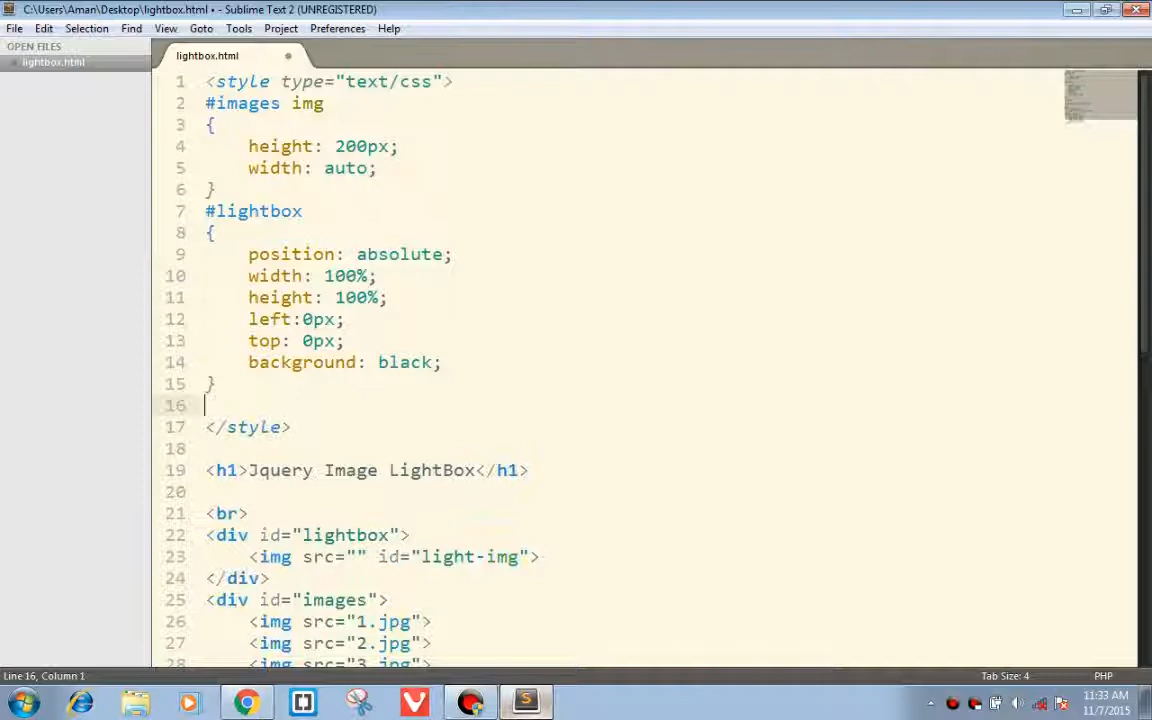 C:\Users\Aman\Desktop\lightbox.html • - Sublime Text 2 (UNREGISTERED)
File Edit Selection Find View Goto Tools Project Preferences Help
OPEN FILES
lightbox.html
lightbox.html
1 <style type="text/css">
2 #images img
3 {
4 height: 200px;
5 width: auto;
6 }
7 #lightbox
8 {
9 position: absolute;
10 width: 100%;
11 height: 100%;
12 left:0px;
13 top: 0px;
14 background: black;
15 }
16
17 </style>
18
19 <h1>Jquery Image LightBox</h1>
20
21 <br>
22 <div id="lightbox">
23 <img src="" id="light-img">
24 </div>
25 <div id="images">
26 <img src="1.jpg">
27 <img src="2.jpg">
28 <img src="3.jpg">
Line 16, Column 1
Tab Size: 4
PHP
11:33 AM
11/7/2015